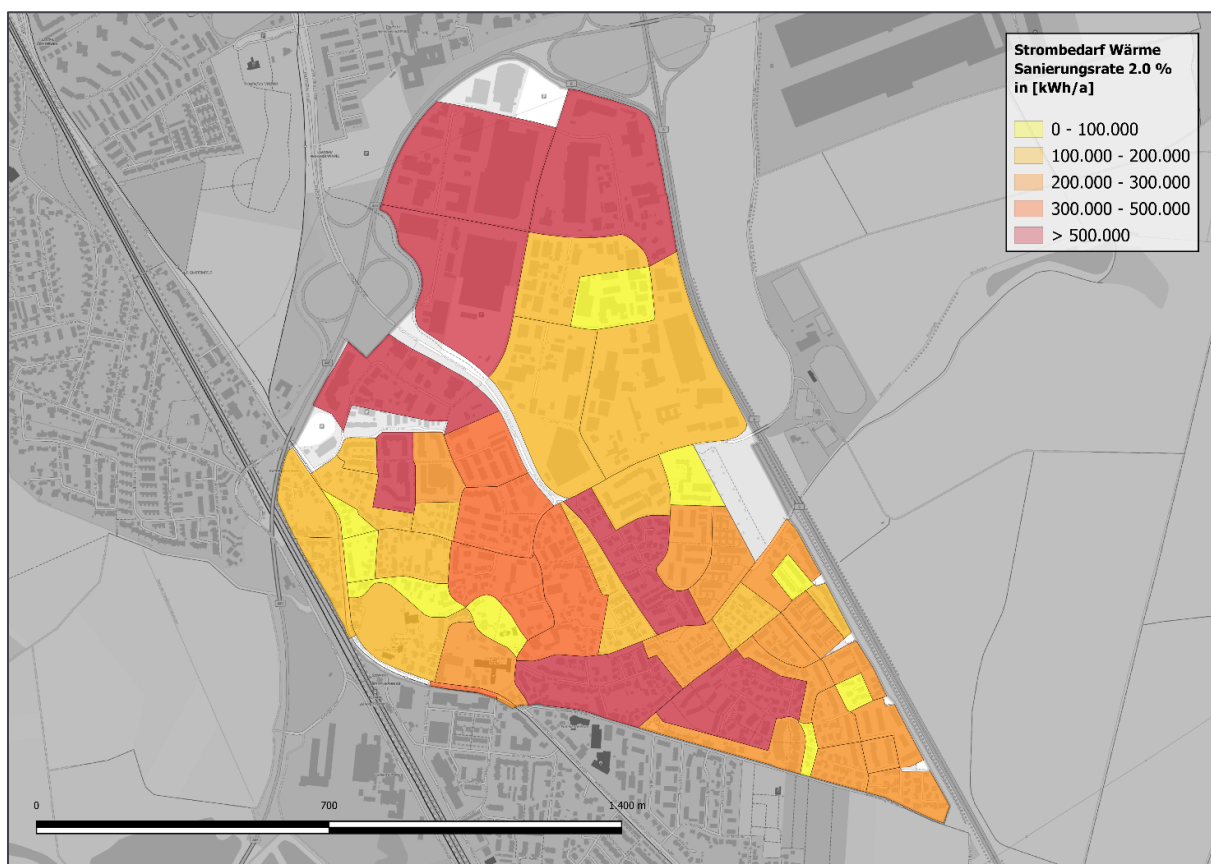 Strombedarf Wärme
Sanierungsrate 2.0 %
in [kWh/a]
0 - 100.000
100.000 - 200.000
200.000 - 300.000
300.000 - 500.000
> 500.000
0
700
1.400 m